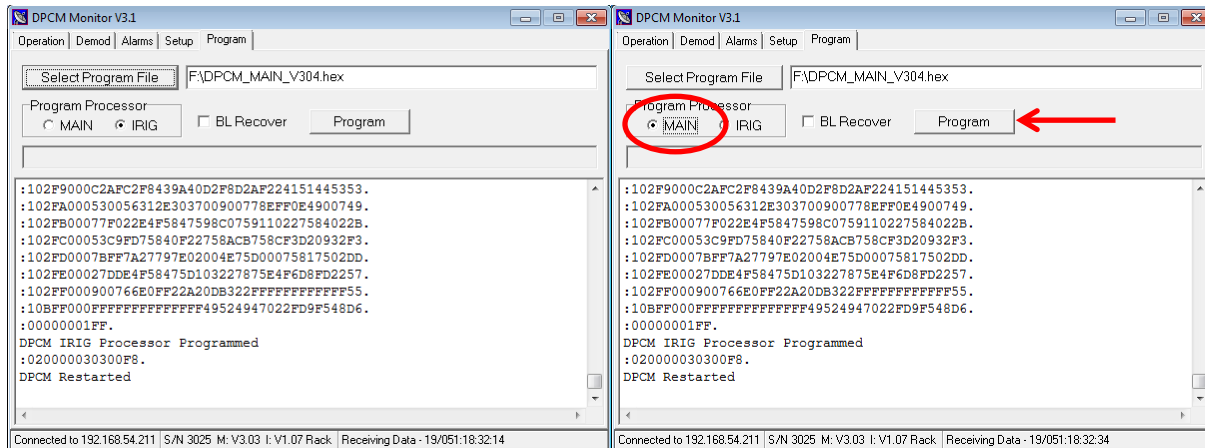 DPCM Monitor V3.1
Operation Demod Alarms Setup Program
Select Program File F:\DPCM_MAIN_V304.hex
Program Processor
MAIN IRIG BL Recover Program
:102F9000C2AFC2F8439A40D2F8D2AF224151445353.
:102FA000530056312E303700900778EFF0E4900749.
:102FB00077F022E4F5847598C0759110227584022B.
:102FC00053C9FD75840F22758ACB758CF3D20932F3.
:102FD0007BFF7A27797E02004E75D00075817502DD.
:102FE00027DDE4F58475D103227875E4F6D8FD2257.
:102FF000900766E0FF22A20DB322FFFFFFFFFFFF55.
:10BFF000FFFFFFFFFFFFFF49524947022FD9F548D6.
:00000001FF.
DPCM IRIG Processor Programmed
:020000030300F8.
DPCM Restarted
Connected to 192.168.54.211 S/N 3025 M: V3.03 I: V1.07 Rack Receiving Data - 19/051:18:32:14
DPCM Monitor V3.1
Operation Demod Alarms Setup Program
Select Program File F:\DPCM_MAIN_V304.hex
Program Processor
MAIN IRIG BL Recover Program
:102F9000C2AFC2F8439A40D2F8D2AF224151445353.
:102FA000530056312E303700900778EFF0E4900749.
:102FB00077F022E4F5847598C0759110227584022B.
:102FC00053C9FD75840F22758ACB758CF3D20932F3.
:102FD0007BFF7A27797E02004E75D00075817502DD.
:102FE00027DDE4F58475D103227875E4F6D8FD2257.
:102FF000900766E0FF22A20DB322FFFFFFFFFFFF55.
:10BFF000FFFFFFFFFFFFFF49524947022FD9F548D6.
:00000001FF.
DPCM IRIG Processor Programmed
:020000030300F8.
DPCM Restarted
Connected to 192.168.54.211 S/N 3025 M: V3.03 I: V1.07 Rack Receiving Data - 19/051:18:32:34